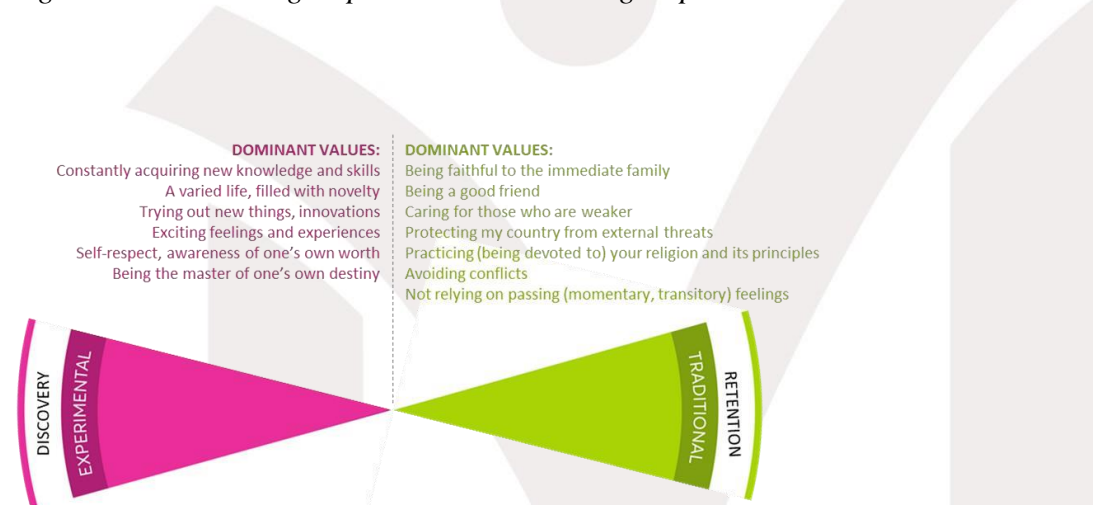 DOMINANT VALUES:
Constantly acquiring new knowledge and skills
A varied life, filled with novelty
Trying out new things, innovations
Exciting feelings and experiences
Self-respect, awareness of one's own worth
Being the master of one's own destiny
DOMINANT VALUES:
Being faithful to the immediate family
Being a good friend
Caring for those who are weaker
Protecting my country from external threats
Practicing (being devoted to) your religion and its principles
Avoiding conflicts
Not relying on passing (momentary, transitory) feelings
DISCOVERY
EXPERIMENTAL
TRADITIONAL
RETENTION